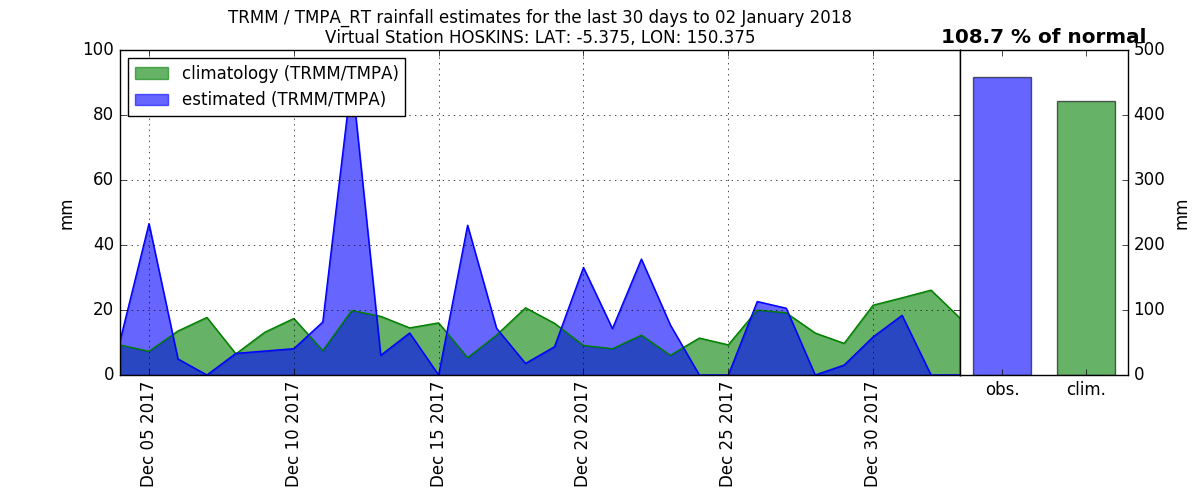 TRMM / TMPA_RT rainfall estimates for the last 30 days to 02 January 2018
Virtual Station HOSKINS: LAT: -5.375, LON: 150.375
108.7 % of normal
climatology (TRMM/TMPA)
estimated (TRMM/TMPA)
100
80
60
40
20
0
mm
Dec 05 2017
Dec 10 2017
Dec 15 2017
Dec 20 2017
Dec 25 2017
Dec 30 2017
obs.
clim.
500
400
300
200
100
0
mm